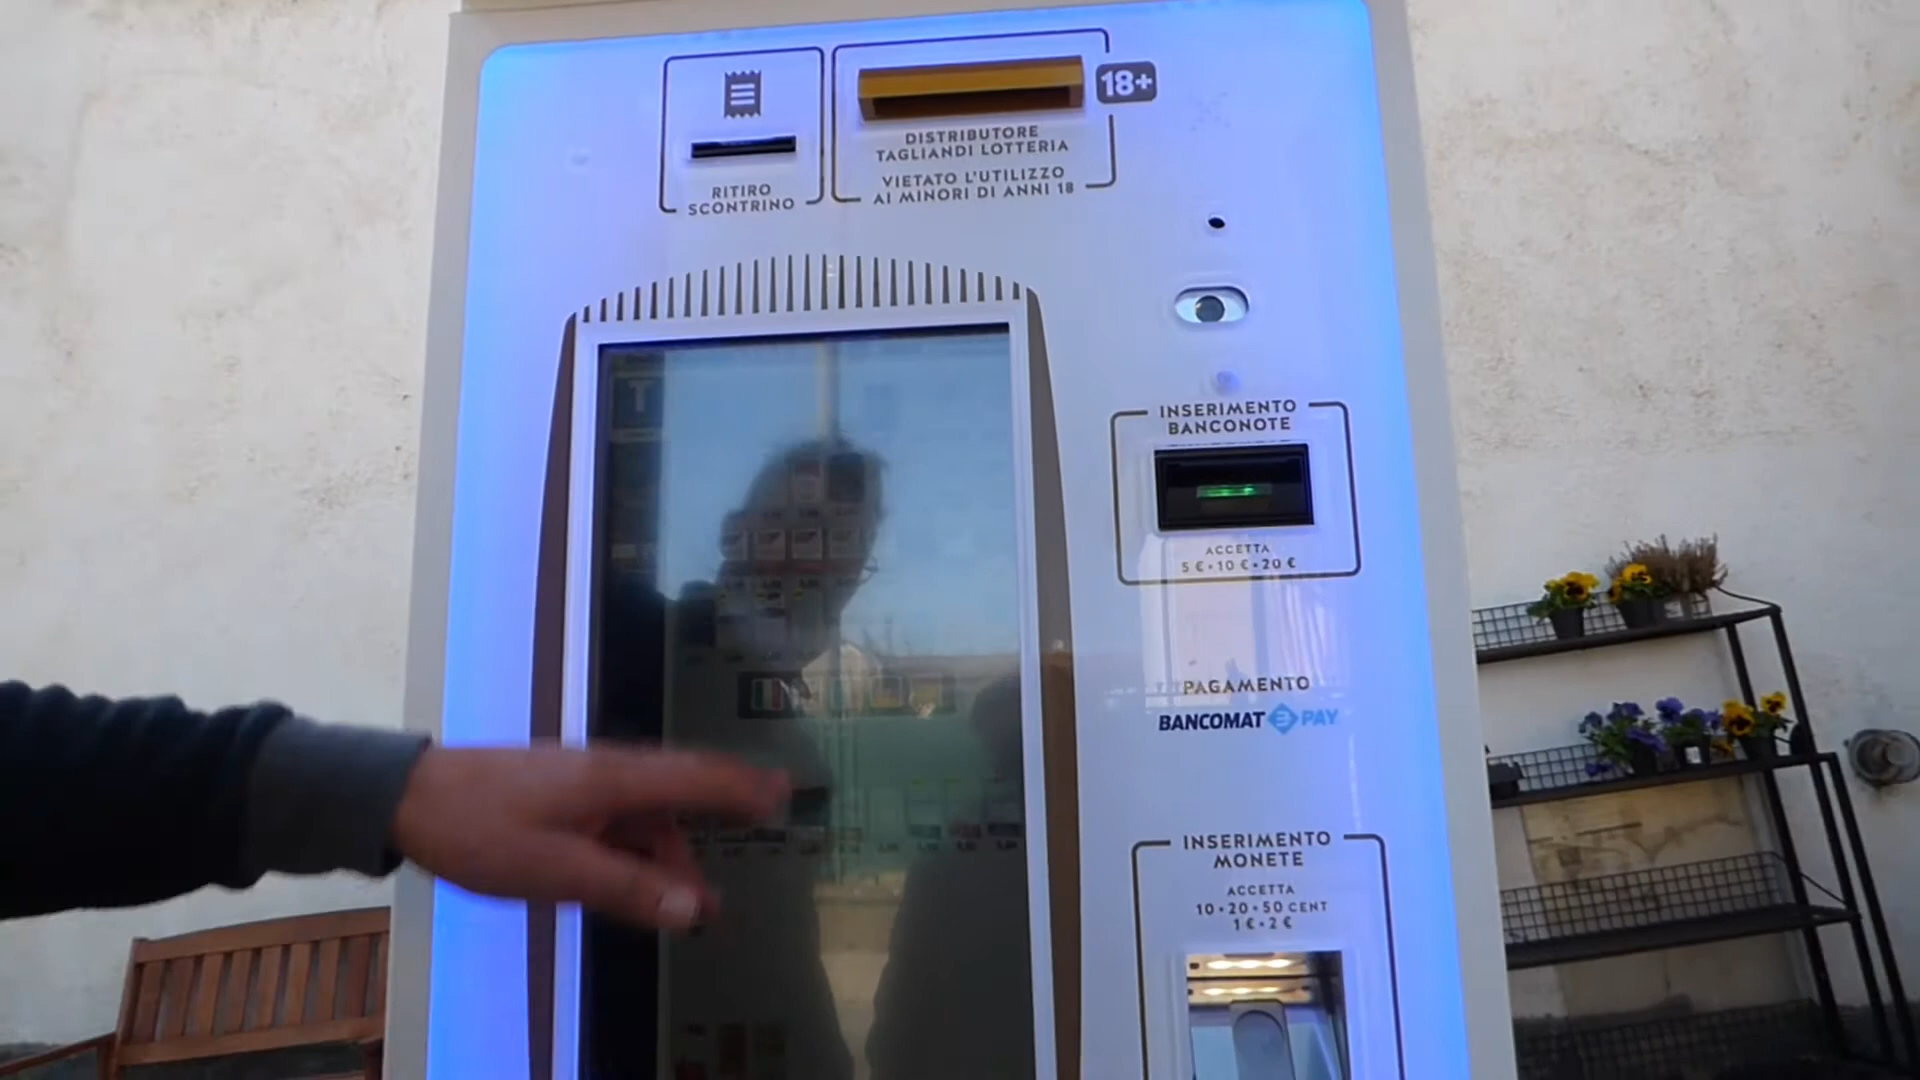 18+
DISTRIBUTORE
TAGLIANDI LOTTERIA
VIETATO L'UTILIZZO
AI MINORI DI ANNI 18
RITIRO
SCONTRINO
T
INSERIMENTO
BANCONOTE
ACCETTA
5 €•10 €•20 €
PAGAMENTO
BANCOMAT PAY
INSERIMENTO
MONETE
ACCETTA
10•20•50 CENT
1 €•2 €